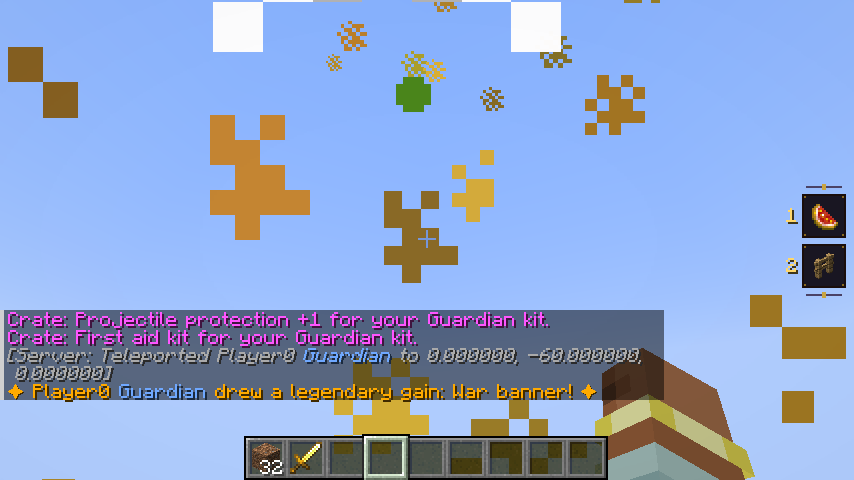 1
2
Crate: Projectile protection +1 for your Guardian kit.
Crate: First aid kit for your Guardian kit.
[Server: Teleported Player0 Guardian to 0.000000, -60.000000,
0.000000]
✦ Player0 Guardian drew a legendary gain: War banner! ✦
32